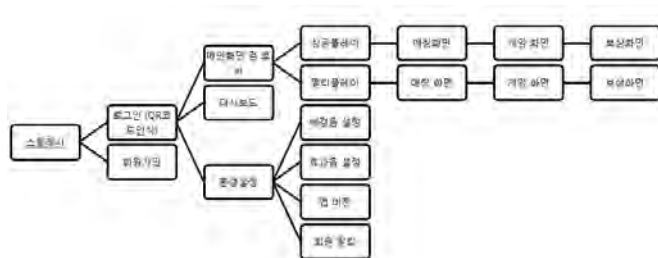 스플래시
로그인 (QR코
드인식)
회원가입
메인화면 겸 로
비
대시보드
환경설정
싱글플레이
매칭화면
게임 화면
보상화면
멀티플레이
매칭 화면
게임 화면
보상화면
배경음 설정
효과음 설정
앱 버전
회원 탈퇴